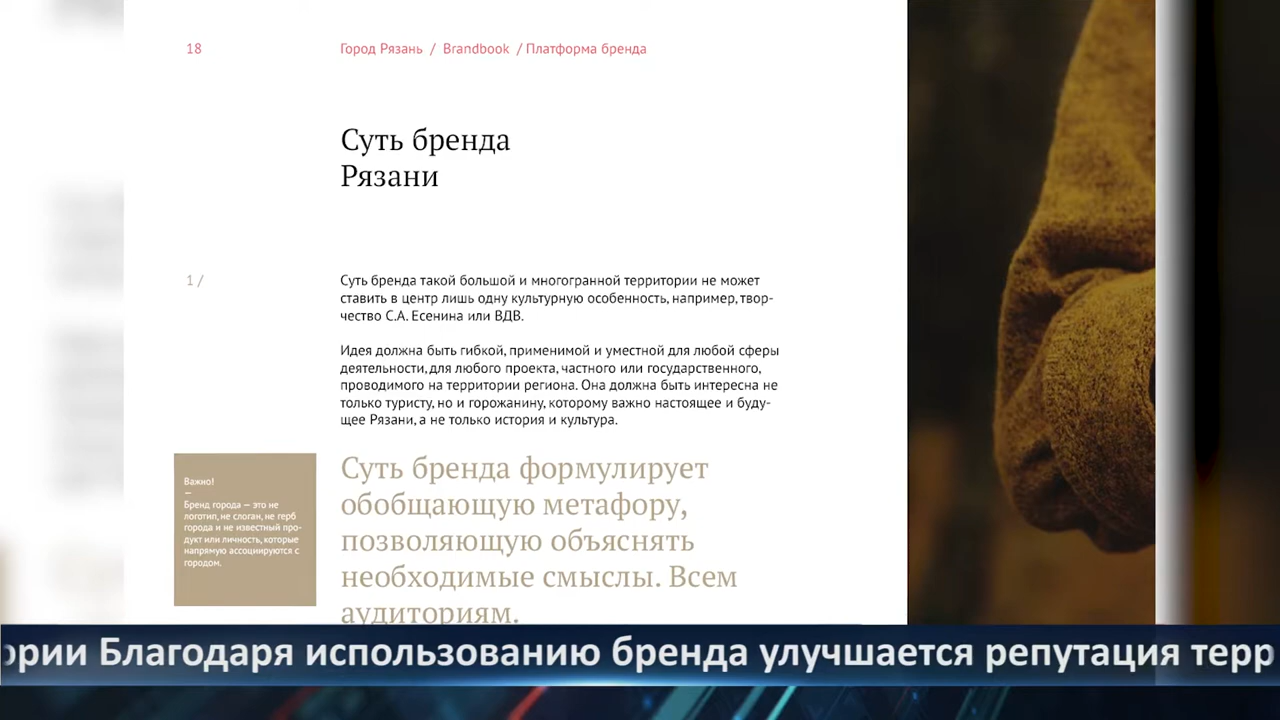 18
Город Рязань / Brandbook / Платформа бренда
Суть бренда
Рязани
1 /
Суть бренда такой большой и многогранной территории не может
ставить в центр лишь одну культурную особенность, например, твор-
чество С.А. Есенина или ВДВ.
Идея должна быть гибкой, применимой и уместной для любой сферы
деятельности, для любого проекта, частного или государственного,
проводимого на территории региона. Она должна быть интересна не
только туристу, но и горожанину, которому важно настоящее и буду-
щее Рязани, а не только история и культура.
Важно!
–
Бренд города — это не
логотип, не слоган, не герб
города и не известный про-
дукт или личность, которые
напрямую ассоциируются с
городом.
Суть бренда формулирует
обобщающую метафору,
позволяющую объяснять
необходимые смыслы. Всем
аудиториям.
ории Благодаря использованию бренда улучшается репутация терр